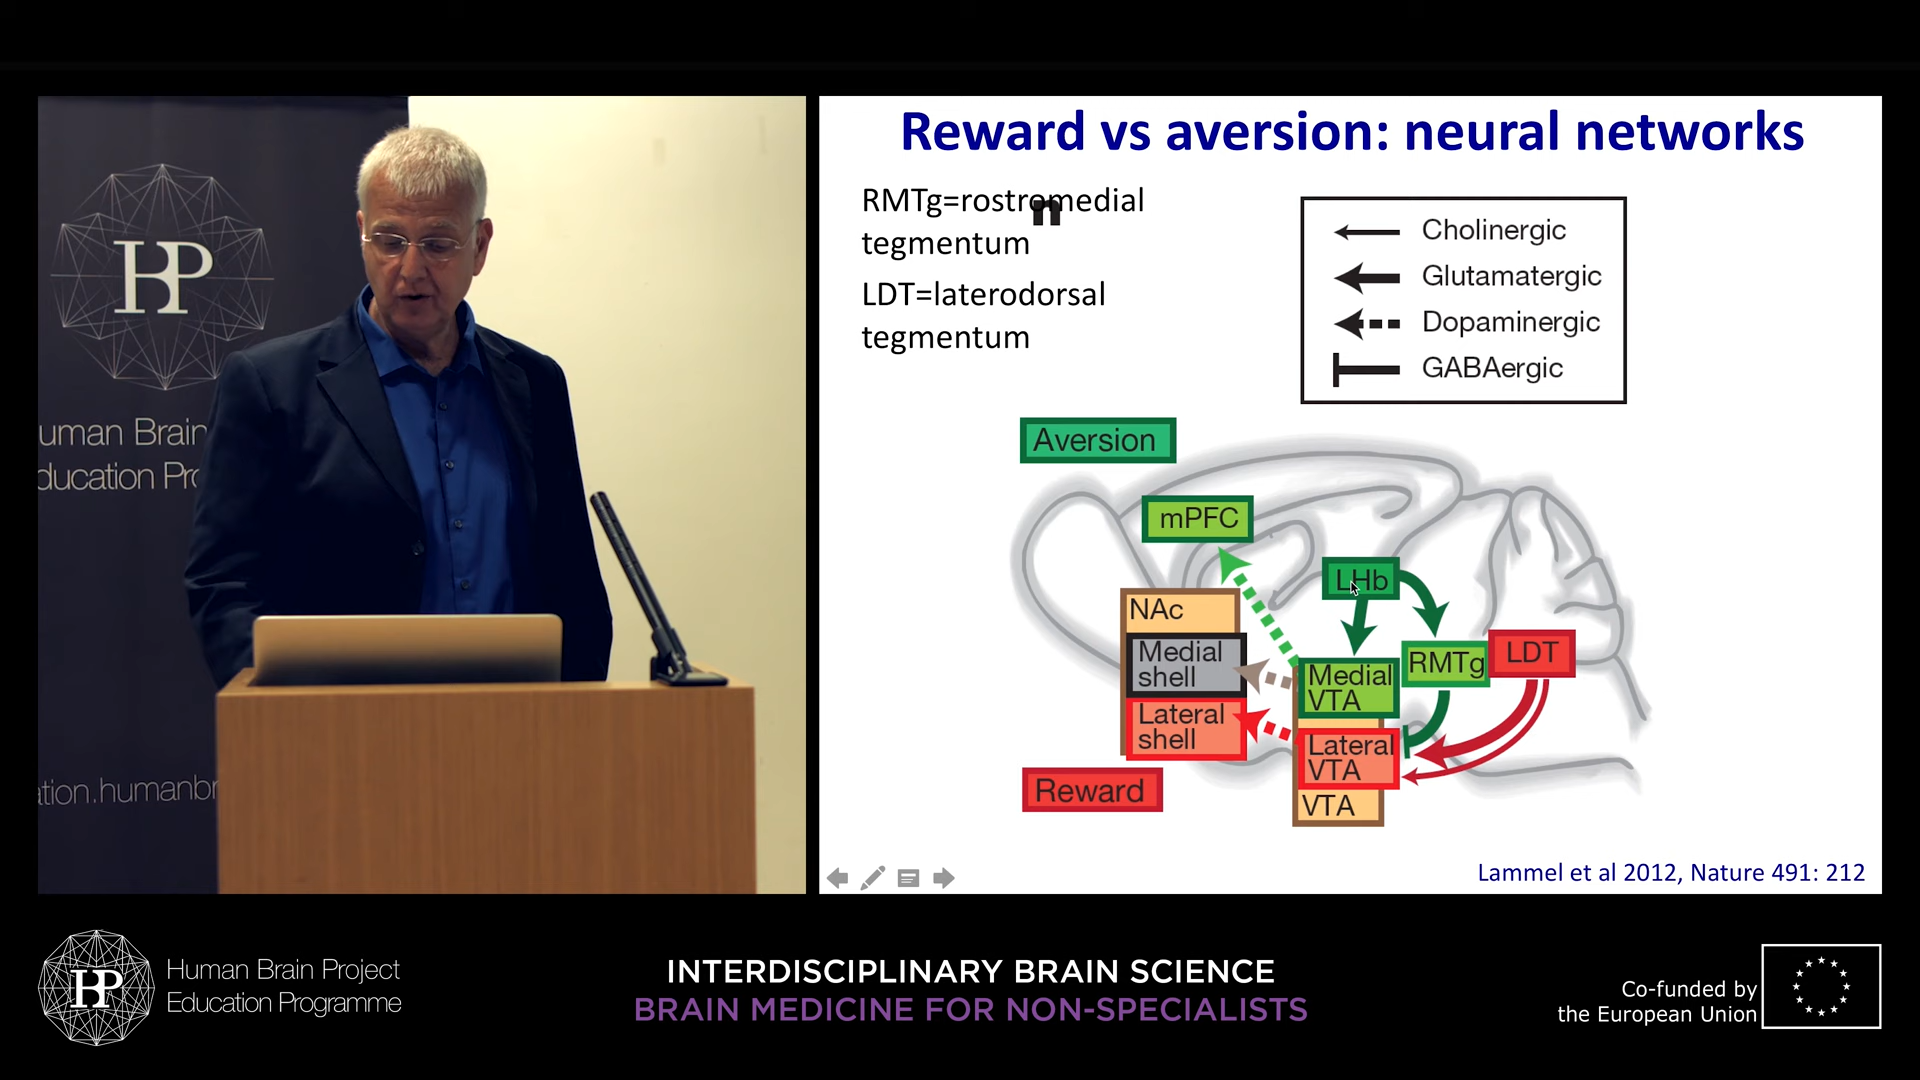 HBP
uman Brain
ducation Pro
ation.humanbr
Reward vs aversion: neural networks
RMTg=rostromedial
tegmentum
LDT=laterodorsal
tegmentum
n
Cholinergic
Glutamatergic
Dopaminergic
GABAergic
Aversion
mPFC
LHb
NAc
Medial
shell
Lateral
shell
Medial
VTA
RMTg
LDT
Lateral
VTA
VTA
Reward
Lammel et al 2012, Nature 491: 212
HBP
Human Brain Project
Education Programme
INTERDISCIPLINARY BRAIN SCIENCE
BRAIN MEDICINE FOR NON-SPECIALISTS
Co-funded by
the European Union